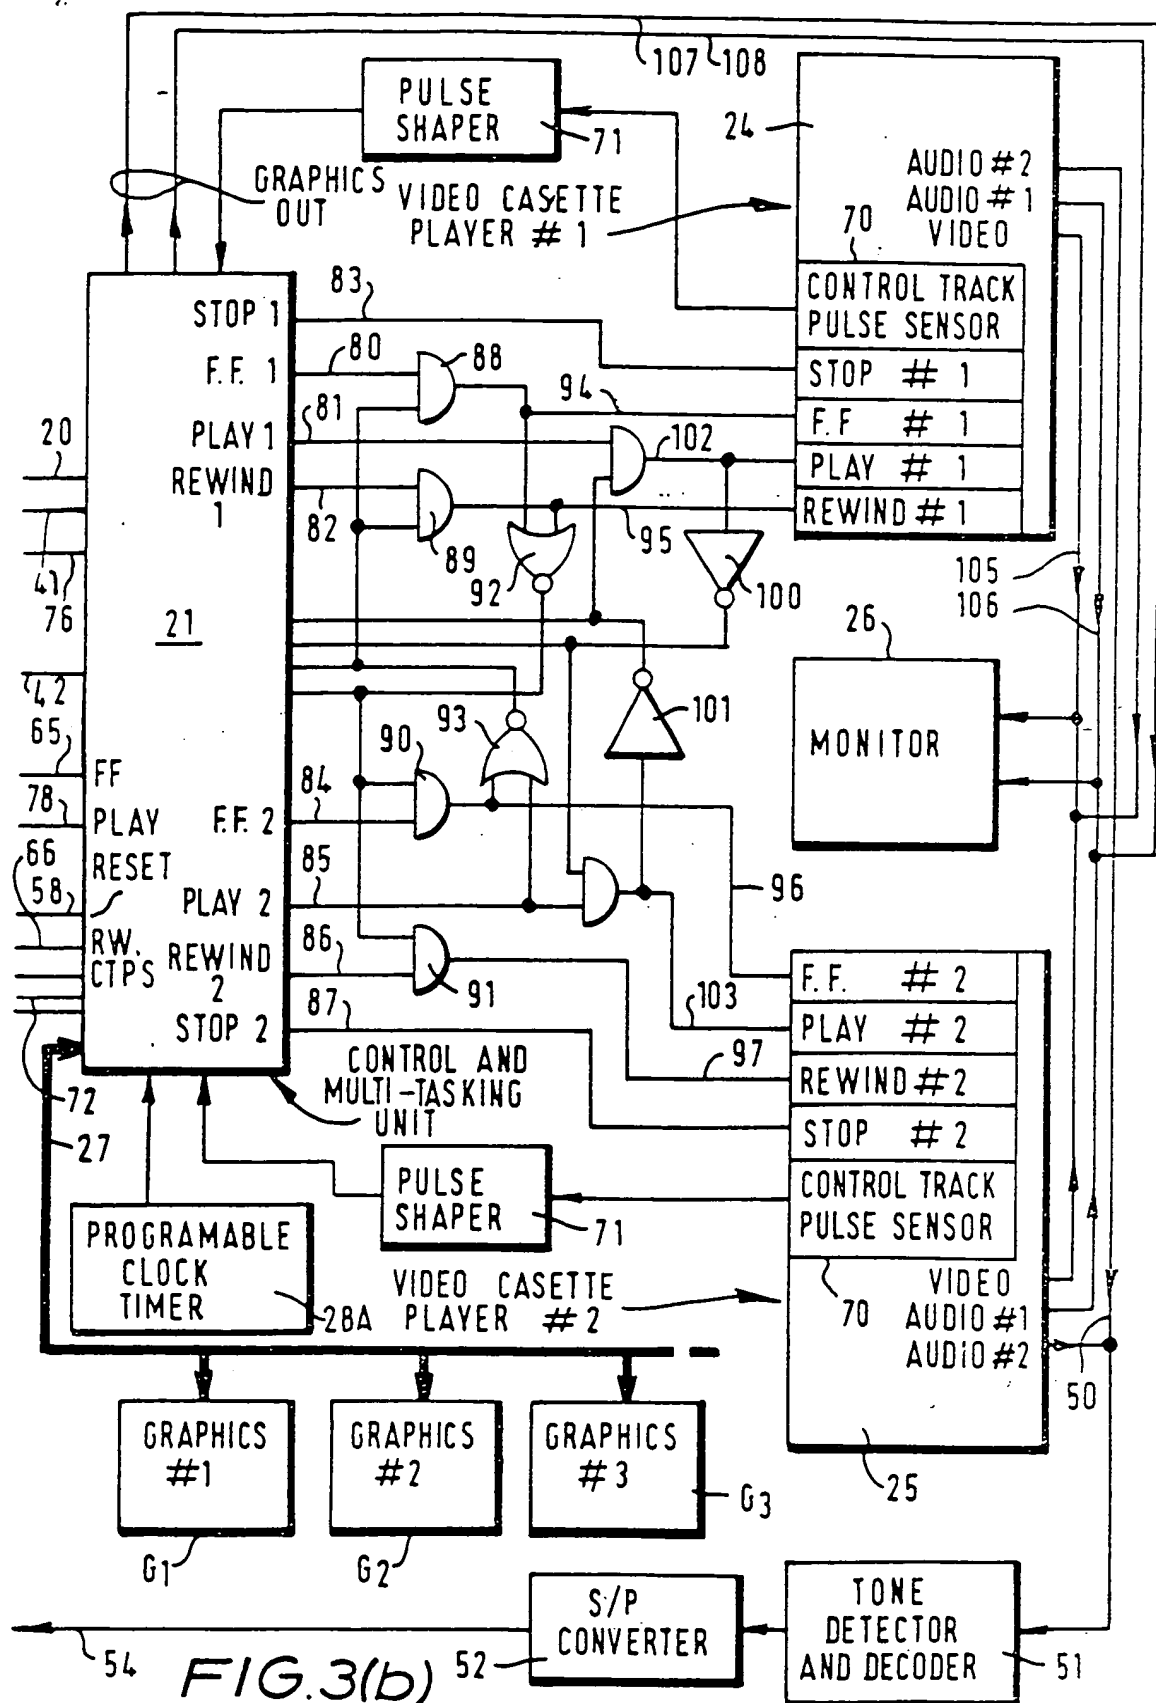 107 108
PULSE
SHAPER
71
24
GRAPHICS
OUT
VIDEO CASETTE
PLAYER # 1
AUDIO #2
AUDIO #1
VIDEO
70
CONTROL TRACK
PULSE SENSOR
STOP # 1
F.F # 1
PLAY # 1
REWIND # 1
83
STOP 1
80
88
F.F. 1
94
81
PLAY 1
102
20
REWIND
1
82
89
95
92
100
41
76
21
105
106
26
42
101
93
90
MONITOR
65
FF
84
78
PLAY
F.F. 2
66
RESET
85
58
PLAY 2
96
RW.
CTPS
REWIND
2
86
91
87
STOP 2
103
97
F.F. # 2
PLAY # 2
REWIND #2
STOP # 2
CONTROL TRACK
PULSE SENSOR
70
VIDEO
AUDIO #1
AUDIO #2
50
25
72
27
CONTROL AND
MULTI-TASKING
UNIT
PULSE
SHAPER
71
PROGRAMABLE
CLOCK
TIMER
28A
VIDEO CASETTE
PLAYER # 2
GRAPHICS
#1
GRAPHICS
#2
GRAPHICS
#3
G1
G2
G3
S/P
CONVERTER
52
TONE
DETECTOR
AND DECODER
51
54
FIG.3(b)